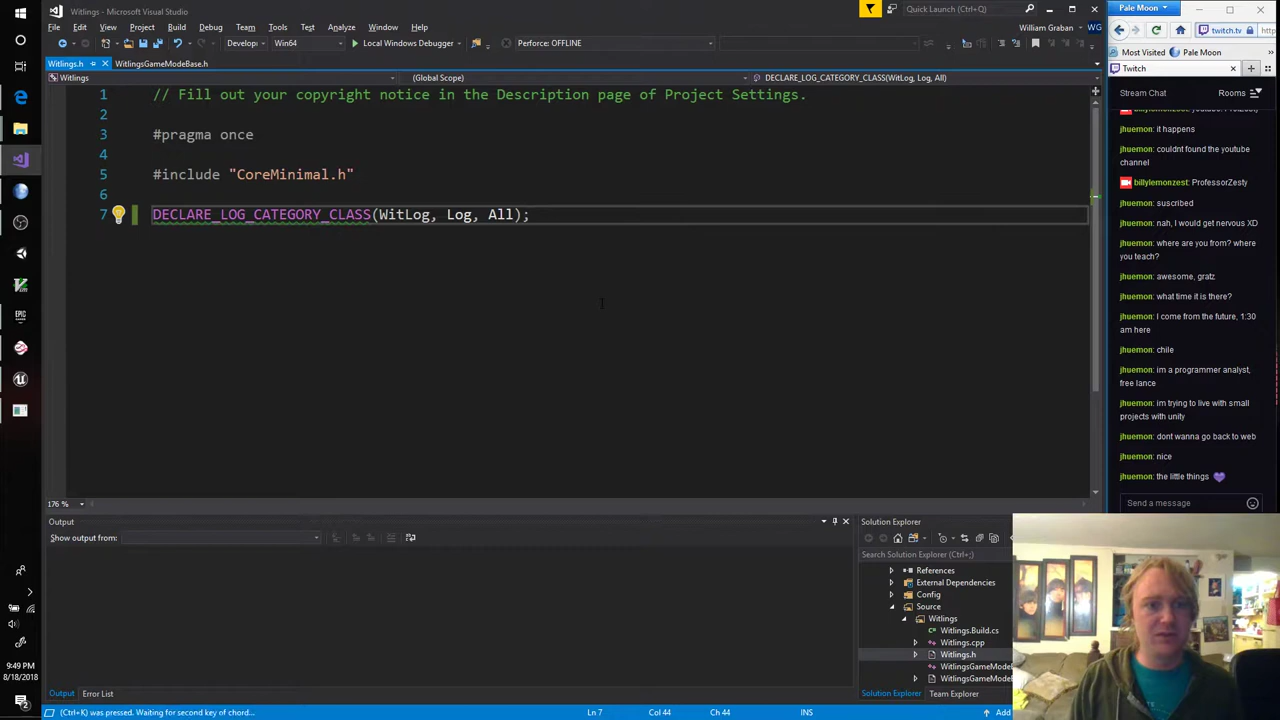 Witlings - Microsoft Visual Studio
Quick Launch (Ctrl+Q)
File Edit View Project Build Debug Team Tools Test Analyze Window Help
William Graban WG
Develop Win64 Local Windows Debugger Perforce: OFFLINE
Witlings.h WitlingsGameModeBase.h
Witlings (Global Scope) DECLARE_LOG_CATEGORY_CLASS(WitLog, Log, All)
1 // Fill out your copyright notice in the Description page of Project Settings.
2
3 #pragma once
4
5 #include "CoreMinimal.h"
6
7 DECLARE_LOG_CATEGORY_CLASS(WitLog, Log, All);
176 %
Output
Show output from:
Output Error List
Solution Explorer
Search Solution Explorer (Ctrl+;)
References
External Dependencies
Config
Source
Witlings
Witlings.Build.cs
Witlings.cpp
Witlings.h
WitlingsGameModeB
WitlingsGameModeB
Solution Explorer Team Explorer
(Ctrl+K) was pressed. Waiting for second key of chord...
Ln 7 Col 44 Ch 44 INS Add
EPIC
9:49 PM
8/18/2018
2
Pale Moon
twitch.tv
Most Visited Pale Moon
Twitch
Stream Chat Rooms
jhuemon: it happens
jhuemon: couldnt found the youtube
channel
billylemonzest: ProfessorZesty
jhuemon: suscribed
jhuemon: nah, I would get nervous XD
jhuemon: where are you from? where
you teach?
jhuemon: awesome, gratz
jhuemon: what time it is there?
jhuemon: I come from the future, 1:30
am here
jhuemon: chile
jhuemon: im a programmer analyst,
free lance
jhuemon: im trying to live with small
projects with unity
jhuemon: dont wanna go back to web
jhuemon: nice
jhuemon: the little things
Send a message